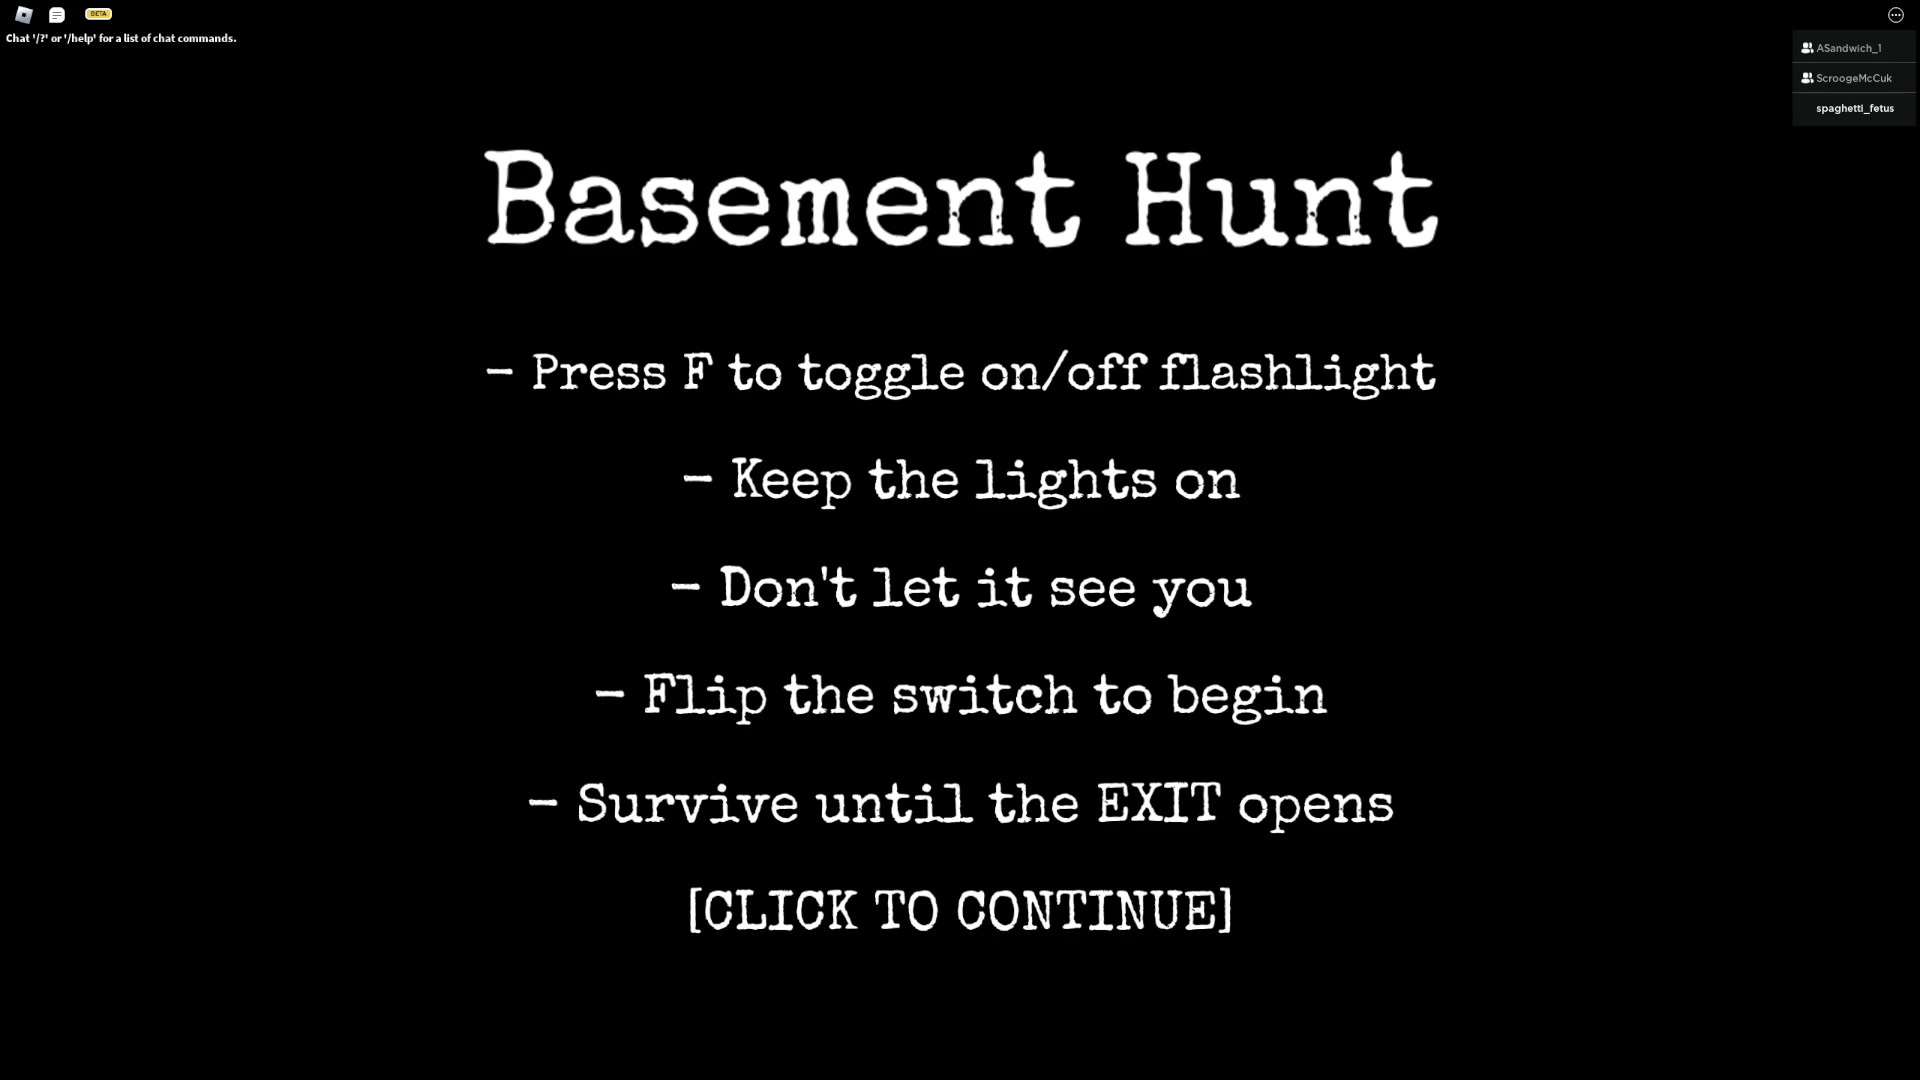 BETA
Chat '/?' or '/help' for a list of chat commands.
ASandwich_1
ScroogeMcCuk
spaghetti_fetus
Basement Hunt
- Press F to toggle on/off flashlight
- Keep the lights on
- Don't let it see you
- Flip the switch to begin
- Survive until the EXIT opens
[CLICK TO CONTINUE]